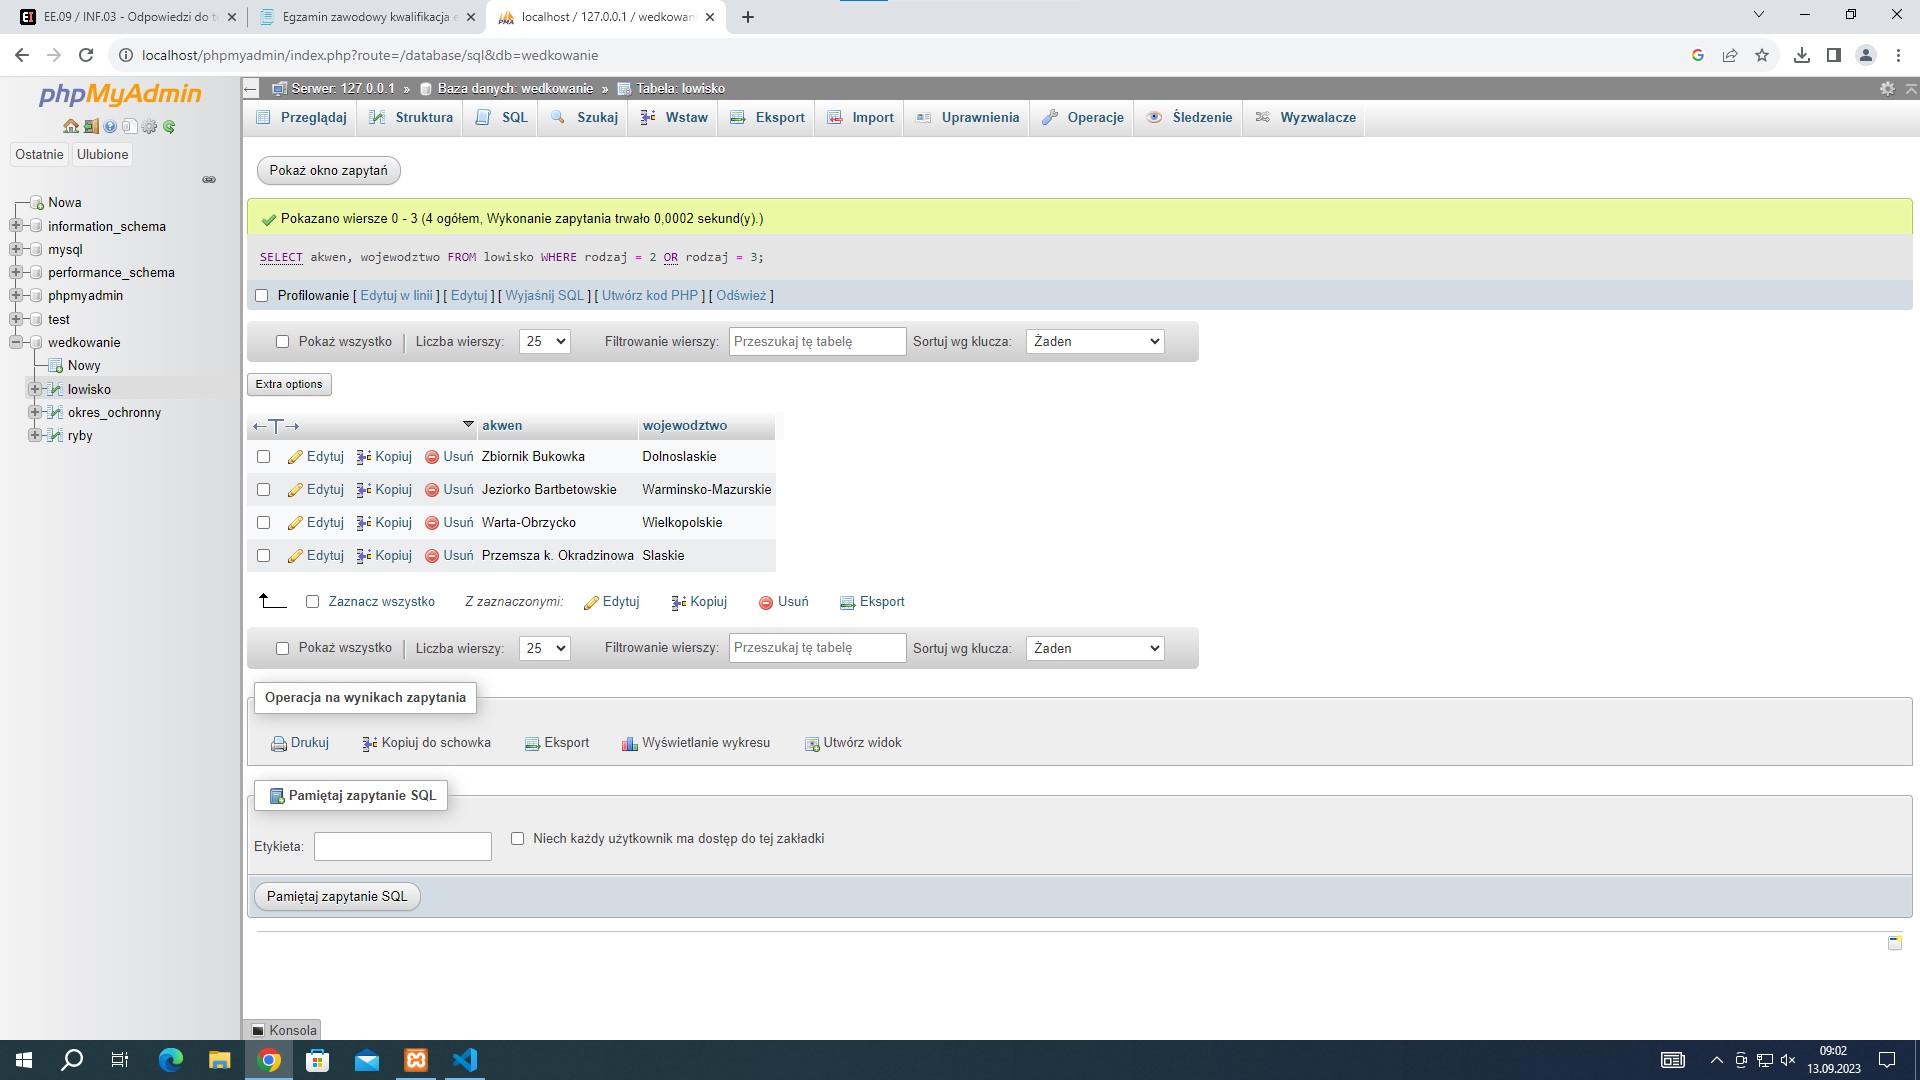 EE.09 / INF.03 - Odpowiedzi do t
Egzamin zawodowy kwalifikacja e
localhost / 127.0.0.1 / wedkowan
localhost/phpmyadmin/index.php?route=/database/sql&db=wedkowanie
phpMyAdmin
Ostatnie Ulubione
Nowa
information_schema
mysql
performance_schema
phpmyadmin
test
wedkowanie
Nowy
lowisko
okres_ochronny
ryby
Serwer: 127.0.0.1 » Baza danych: wedkowanie » Tabela: lowisko
Przeglądaj Struktura SQL Szukaj Wstaw Eksport Import Uprawnienia Operacje Śledzenie Wyzwalacze
Pokaż okno zapytań
Pokazano wiersze 0 - 3 (4 ogółem, Wykonanie zapytania trwało 0,0002 sekund(y).)
SELECT akwen, wojewodztwo FROM lowisko WHERE rodzaj = 2 OR rodzaj = 3;
Profilowanie [ Edytuj w linii ] [ Edytuj ] [ Wyjaśnij SQL ] [ Utwórz kod PHP ] [ Odśwież ]
Pokaż wszystko Liczba wierszy: 25 Filtrowanie wierszy: Przeszukaj tę tabelę Sortuj wg klucza: Żaden
Extra options
←T→ akwen wojewodztwo
Edytuj Kopiuj Usuń Zbiornik Bukowka Dolnoslaskie
Edytuj Kopiuj Usuń Jeziorko Bartbetowskie Warminsko-Mazurskie
Edytuj Kopiuj Usuń Warta-Obrzycko Wielkopolskie
Edytuj Kopiuj Usuń Przemsza k. Okradzinowa Slaskie
Zaznacz wszystko Z zaznaczonymi: Edytuj Kopiuj Usuń Eksport
Pokaż wszystko Liczba wierszy: 25 Filtrowanie wierszy: Przeszukaj tę tabelę Sortuj wg klucza: Żaden
Operacja na wynikach zapytania
Drukuj Kopiuj do schowka Eksport Wyświetlanie wykresu Utwórz widok
Pamiętaj zapytanie SQL
Etykieta: Niech każdy użytkownik ma dostęp do tej zakładki
Pamiętaj zapytanie SQL
Konsola
09:02
13.09.2023